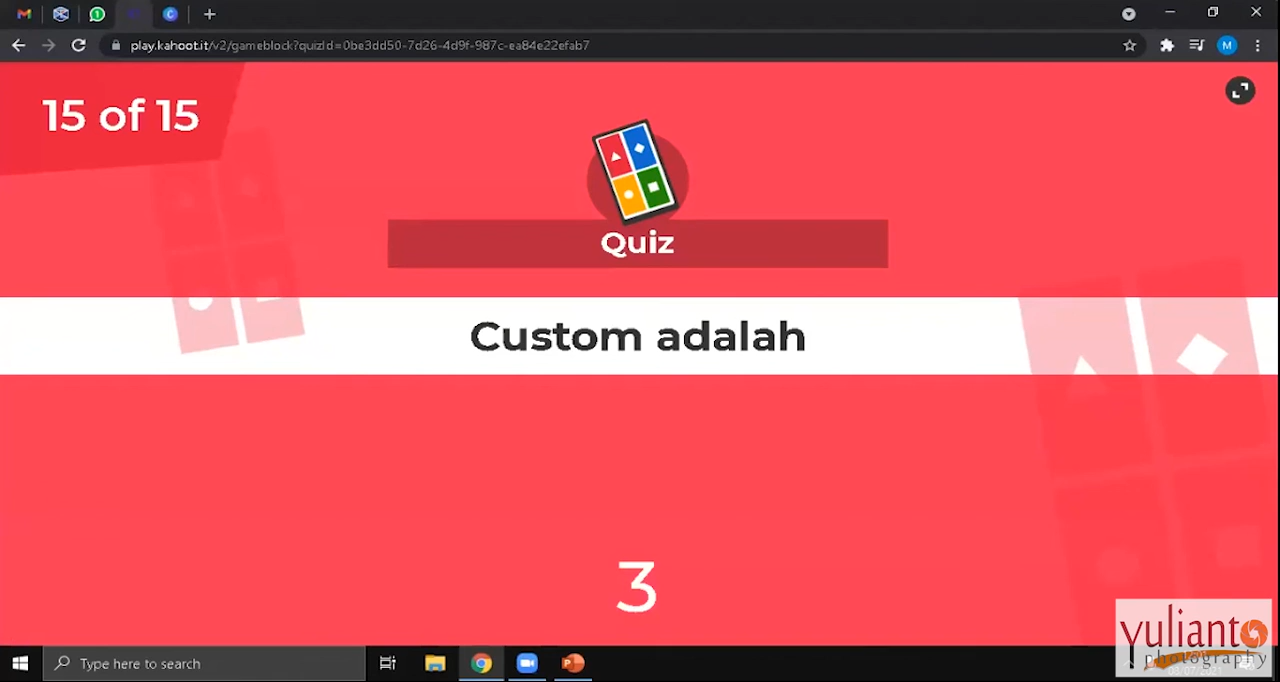 play.kahoot.it/v2/gameblock?quizId=0be3dd50-7d26-4d9f-987c-ea84e22efab7
M
15 of 15
Quiz
Custom adalah
3
Type here to search
yulianto
photography